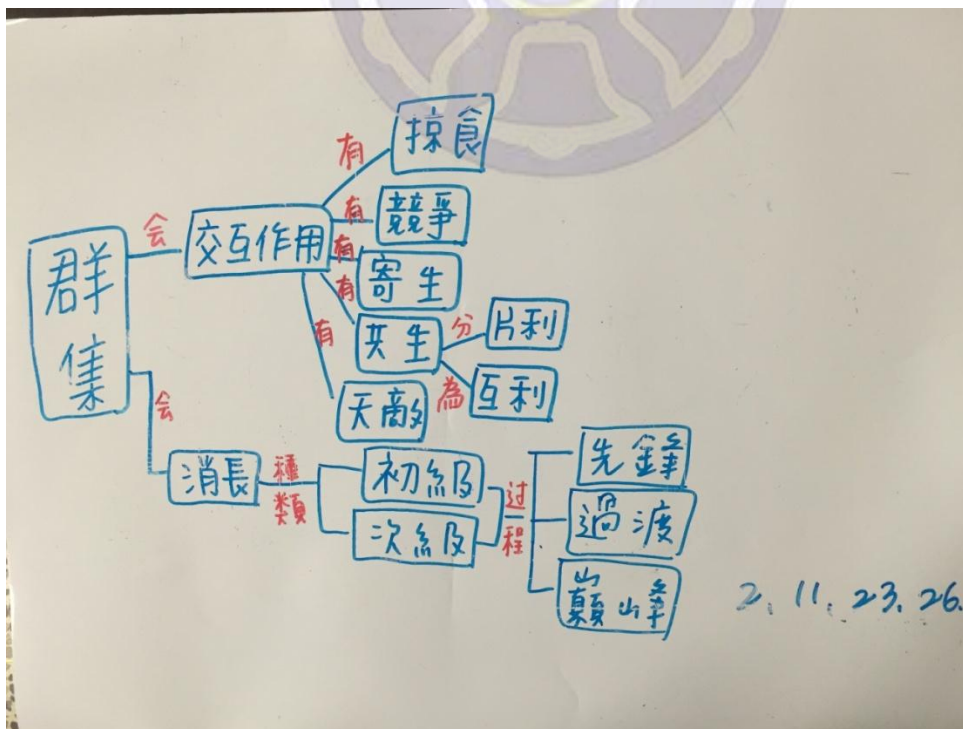 群集
会
交互作用
有
掠食
有
競爭
有
寄生
有
共生
分
為
片利
互利
有
天敵
会
消長
種類
初級
次級
过程
先鋒
過渡
巔峰
2、11、23、26.